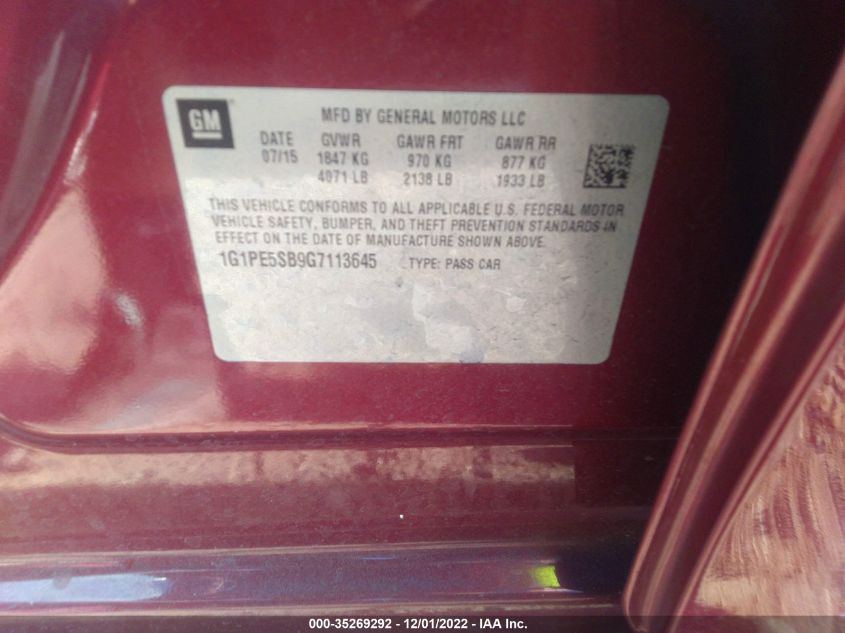 GM
MFD BY GENERAL MOTORS LLC
DATE GVWR GAWR FRT GAWR RR
07/15 1847 KG 970 KG 877 KG
4071 LB 2138 LB 1933 LB
THIS VEHICLE CONFORMS TO ALL APPLICABLE U.S. FEDERAL MOTOR
VEHICLE SAFETY, BUMPER, AND THEFT PREVENTION STANDARDS IN
EFFECT ON THE DATE OF MANUFACTURE SHOWN ABOVE.
1G1PE5SB9G7113645 TYPE: PASS CAR
000-35269292 - 12/01/2022 - IAA Inc.